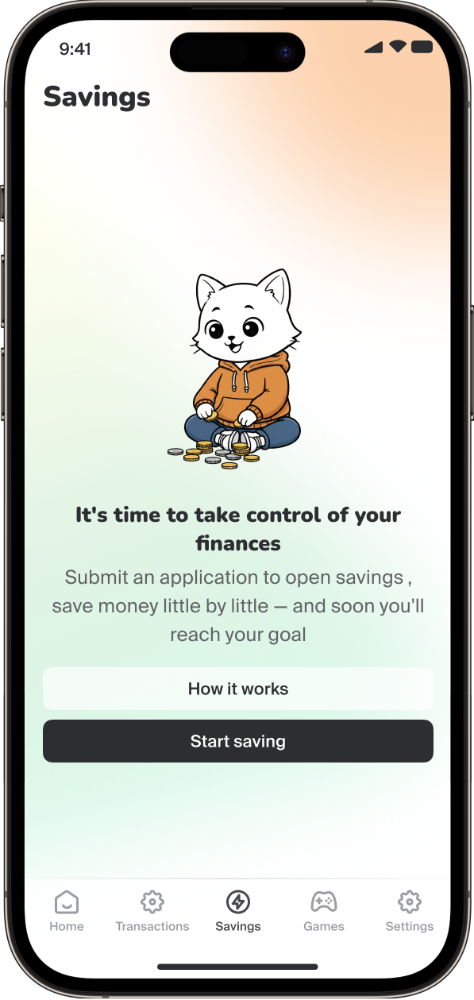 9:41
Savings
It's time to take control of your
finances
Submit an application to open savings ,
save money little by little — and soon you'll
reach your goal
How it works
Start saving
Home Transactions Savings Games Settings